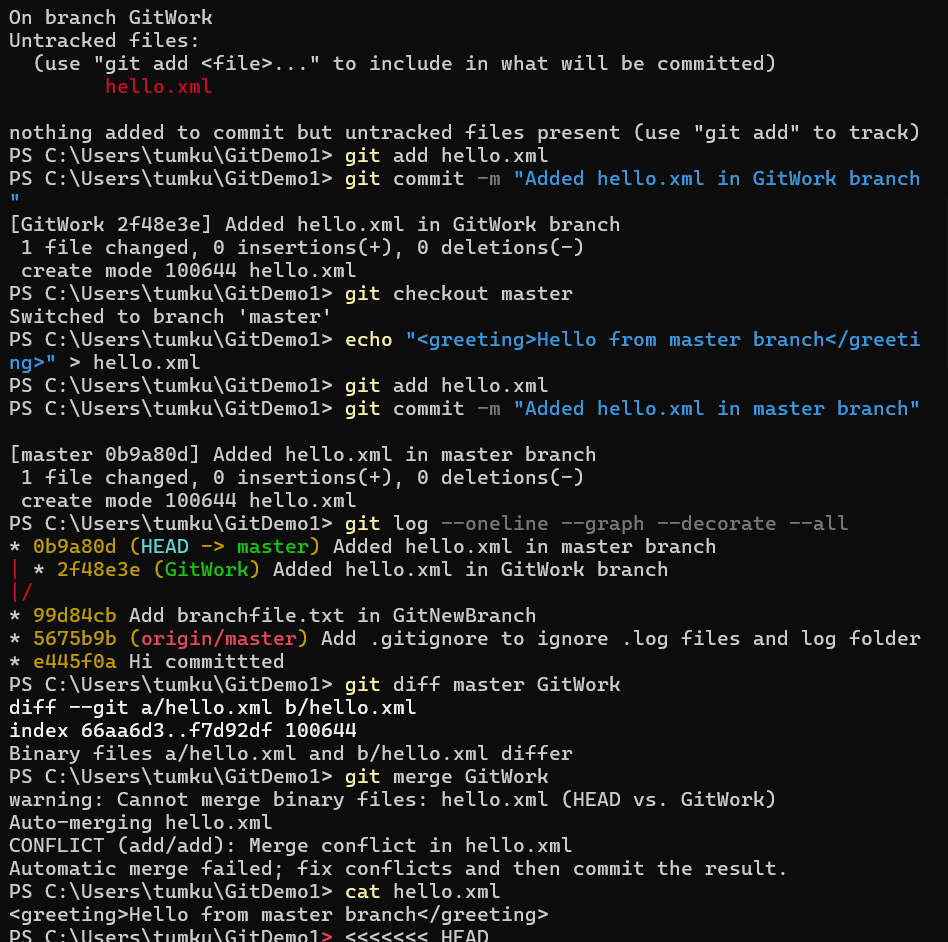 On branch GitWork
Untracked files:
  (use "git add <file>..." to include in what will be committed)
        hello.xml

nothing added to commit but untracked files present (use "git add" to track)
PS C:\Users\tumku\GitDemo1> git add hello.xml
PS C:\Users\tumku\GitDemo1> git commit -m "Added hello.xml in GitWork branch
"
[GitWork 2f48e3e] Added hello.xml in GitWork branch
 1 file changed, 0 insertions(+), 0 deletions(-)
 create mode 100644 hello.xml
PS C:\Users\tumku\GitDemo1> git checkout master
Switched to branch 'master'
PS C:\Users\tumku\GitDemo1> echo "<greeting>Hello from master branch</greeti
ng>" > hello.xml
PS C:\Users\tumku\GitDemo1> git add hello.xml
PS C:\Users\tumku\GitDemo1> git commit -m "Added hello.xml in master branch"

[master 0b9a80d] Added hello.xml in master branch
 1 file changed, 0 insertions(+), 0 deletions(-)
 create mode 100644 hello.xml
PS C:\Users\tumku\GitDemo1> git log --oneline --graph --decorate --all
* 0b9a80d (HEAD -> master) Added hello.xml in master branch
| * 2f48e3e (GitWork) Added hello.xml in GitWork branch
|/
* 99d84cb Add branchfile.txt in GitNewBranch
* 5675b9b (origin/master) Add .gitignore to ignore .log files and log folder
* e445f0a Hi committted
PS C:\Users\tumku\GitDemo1> git diff master GitWork
diff --git a/hello.xml b/hello.xml
index 66aa6d3..f7d92df 100644
Binary files a/hello.xml and b/hello.xml differ
PS C:\Users\tumku\GitDemo1> git merge GitWork
warning: Cannot merge binary files: hello.xml (HEAD vs. GitWork)
Auto-merging hello.xml
CONFLICT (add/add): Merge conflict in hello.xml
Automatic merge failed; fix conflicts and then commit the result.
PS C:\Users\tumku\GitDemo1> cat hello.xml
<greeting>Hello from master branch</greeting>
PS C:\Users\tumku\GitDemo1> <<<<<<< HEAD